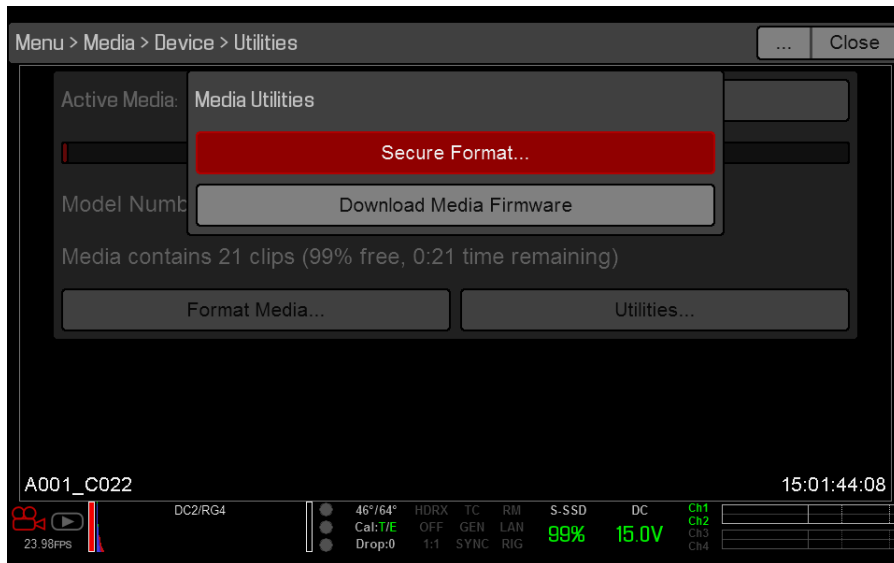 Menu > Media > Device > Utilities ... Close
Active Media: Media Utilities
Secure Format...
Model Numb Download Media Firmware
Media contains 21 clips (99% free, 0:21 time remaining)
Format Media... Utilities...
A001_C022 15:01:44:08
DC2/RG4 46°/64° HDRX TC RM S-SSD DC Ch1
Cal:T/E OFF GEN LAN 99% 15.0V Ch2
23.98FPS Drop:0 1:1 SYNC RIG Ch3
Ch4